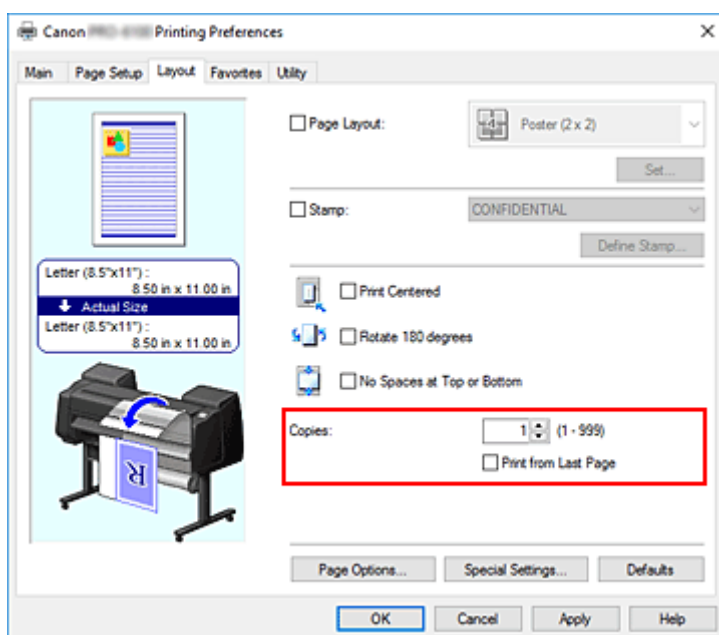 Canon Printing Preferences
Main Page Setup Layout Favorites Utility
Page Layout: Poster (2 x 2)
Set...
Stamp: CONFIDENTIAL
Define Stamp...
Letter (8.5"x11") :
8.50 in x 11.00 in
Actual Size
Letter (8.5"x11") :
8.50 in x 11.00 in
Print Centered
Rotate 180 degrees
No Spaces at Top or Bottom
Copies: 1 (1 - 999)
Print from Last Page
R
Page Options... Special Settings... Defaults
OK Cancel Apply Help